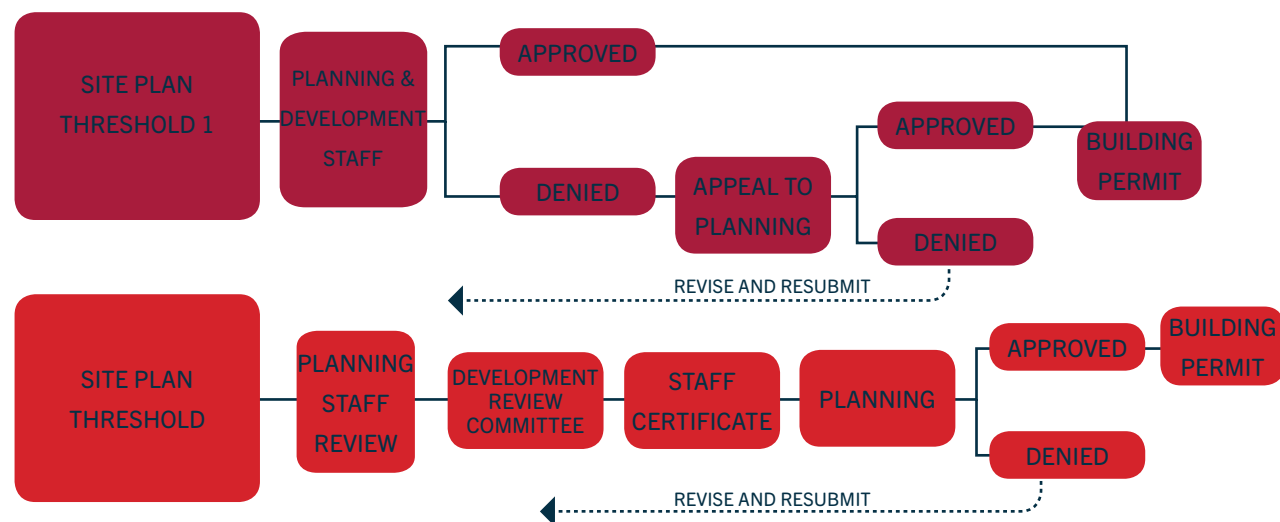 SITE PLAN
THRESHOLD 1
PLANNING &
DEVELOPMENT
STAFF
APPROVED
DENIED
APPEAL TO
PLANNING
APPROVED
DENIED
BUILDING
PERMIT
REVISE AND RESUBMIT
SITE PLAN
THRESHOLD
PLANNING
STAFF
REVIEW
DEVELOPMENT
REVIEW
COMMITTEE
STAFF
CERTIFICATE
PLANNING
APPROVED
DENIED
BUILDING
PERMIT
REVISE AND RESUBMIT